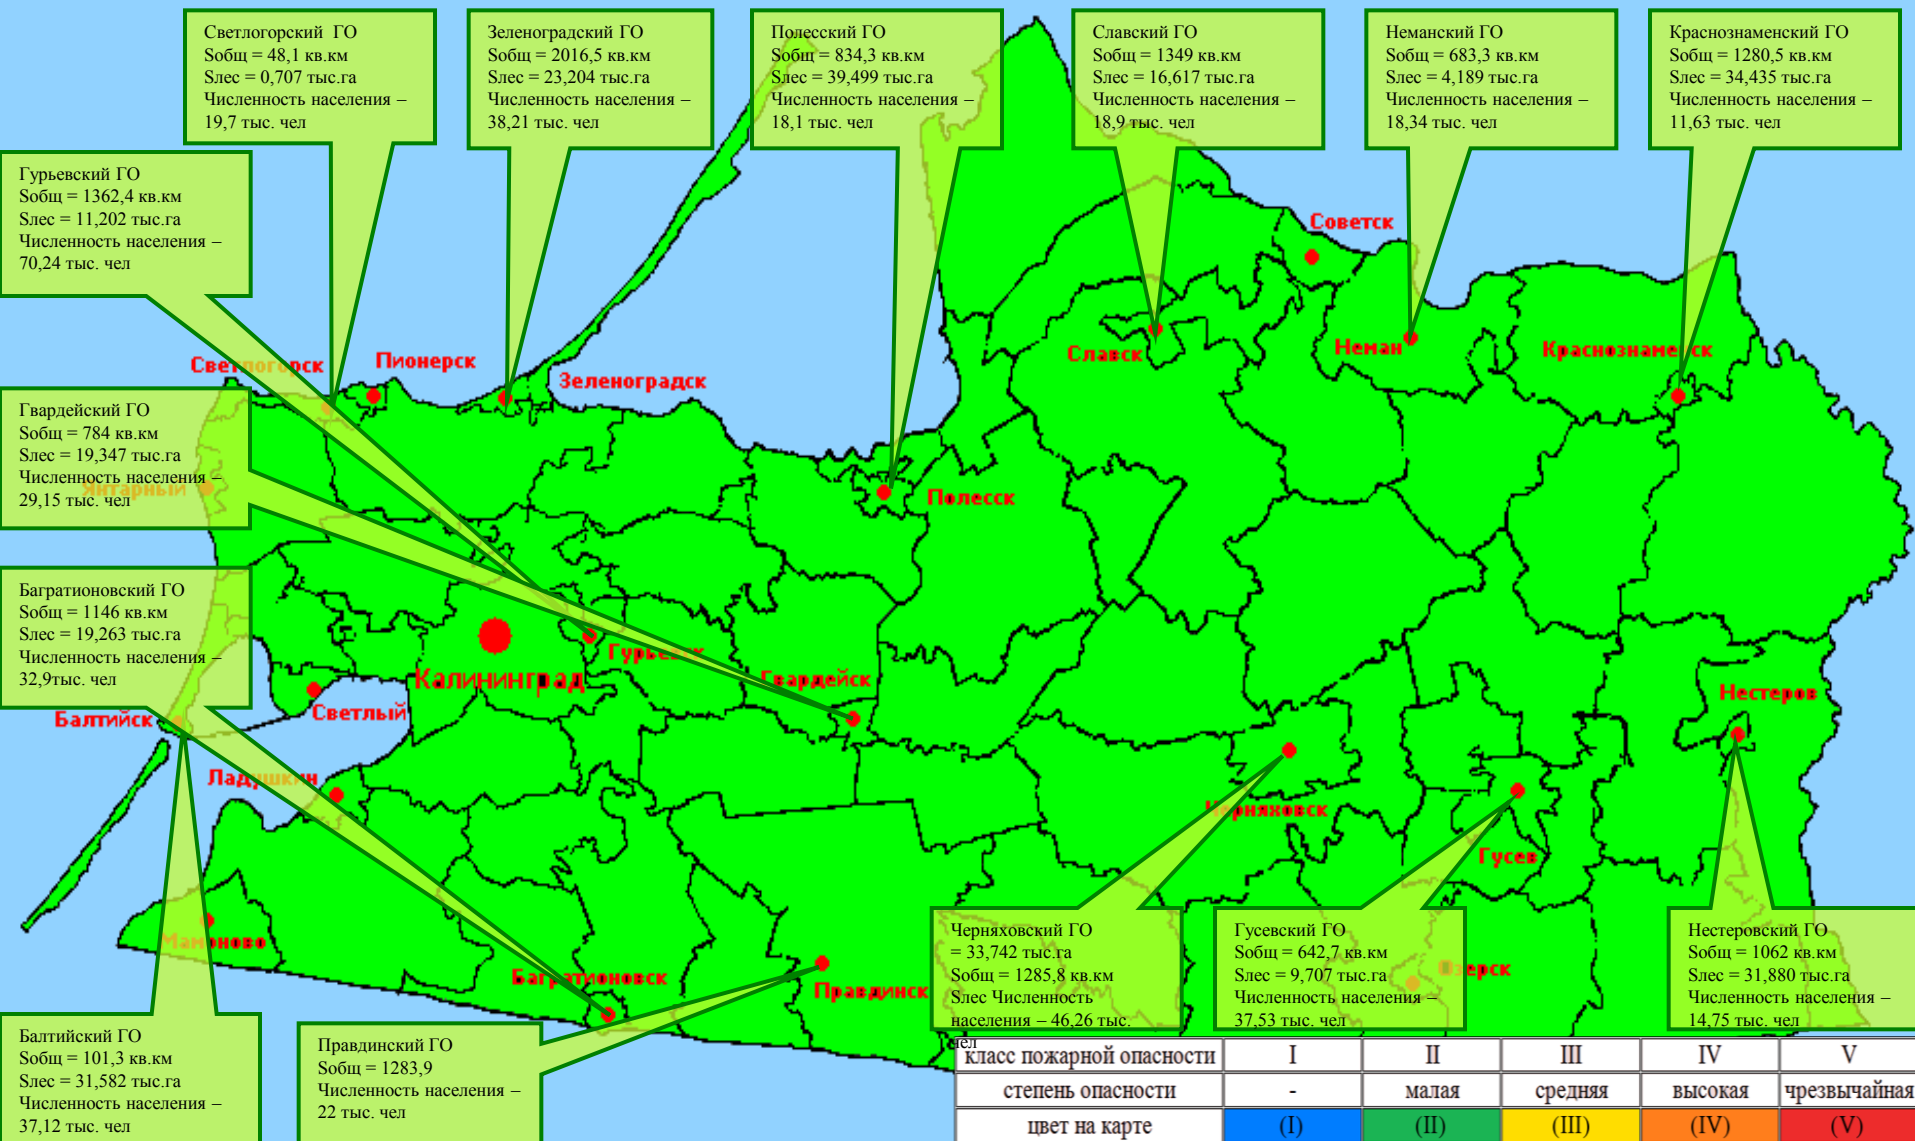 Светлогорский ГО
Sобщ = 48,1 кв.км
Sлес = 0,707 тыс.га
Численность населения –
19,7 тыс. чел
Зеленоградский ГО
Sобщ = 2016,5 кв.км
Sлес = 23,204 тыс.га
Численность населения –
38,21 тыс. чел
Полесский ГО
Sобщ = 834,3 кв.км
Sлес = 39,499 тыс.га
Численность населения –
18,1 тыс. чел
Славский ГО
Sобщ = 1349 кв.км
Sлес = 16,617 тыс.га
Численность населения –
18,9 тыс. чел
Неманский ГО
Sобщ = 683,3 кв.км
Sлес = 4,189 тыс.га
Численность населения –
18,34 тыс. чел
Краснознаменский ГО
Sобщ = 1280,5 кв.км
Sлес = 34,435 тыс.га
Численность населения –
11,63 тыс. чел
Гурьевский ГО
Sобщ = 1362,4 кв.км
Sлес = 11,202 тыс.га
Численность населения –
70,24 тыс. чел
Советск
Славск
Неман
Краснознаменск
Светлогорск
Пионерск
Зеленоградск
Гвардейский ГО
Sобщ = 784 кв.км
Sлес = 19,347 тыс.га
Численность населения –
29,15 тыс. чел
Янтарный
Полесск
Багратионовский ГО
Sобщ = 1146 кв.км
Sлес = 19,263 тыс.га
Численность населения –
32,9тыс. чел
Гурьевск
Калининград
Гвардейск
Нестеров
Балтийск
Светлый
Ладушкин
Черняховск
Гусев
Мамоново
Багратионовск
Правдинск
Озерск
Черняховский ГО
= 33,742 тыс.га
Sобщ = 1285,8 кв.км
Sлес Численность
населения – 46,26 тыс.
чел
Гусевский ГО
Sобщ = 642,7 кв.км
Sлес = 9,707 тыс.га
Численность населения –
37,53 тыс. чел
Нестеровский ГО
Sобщ = 1062 кв.км
Sлес = 31,880 тыс.га
Численность населения –
14,75 тыс. чел
Балтийский ГО
Sобщ = 101,3 кв.км
Sлес = 31,582 тыс.га
Численность населения –
37,12 тыс. чел
Правдинский ГО
Sобщ = 1283,9
Численность населения –
22 тыс. чел
класс пожарной опасности I II III IV V
степень опасности - малая средняя высокая чрезвычайная
цвет на карте (I) (II) (III) (IV) (V)